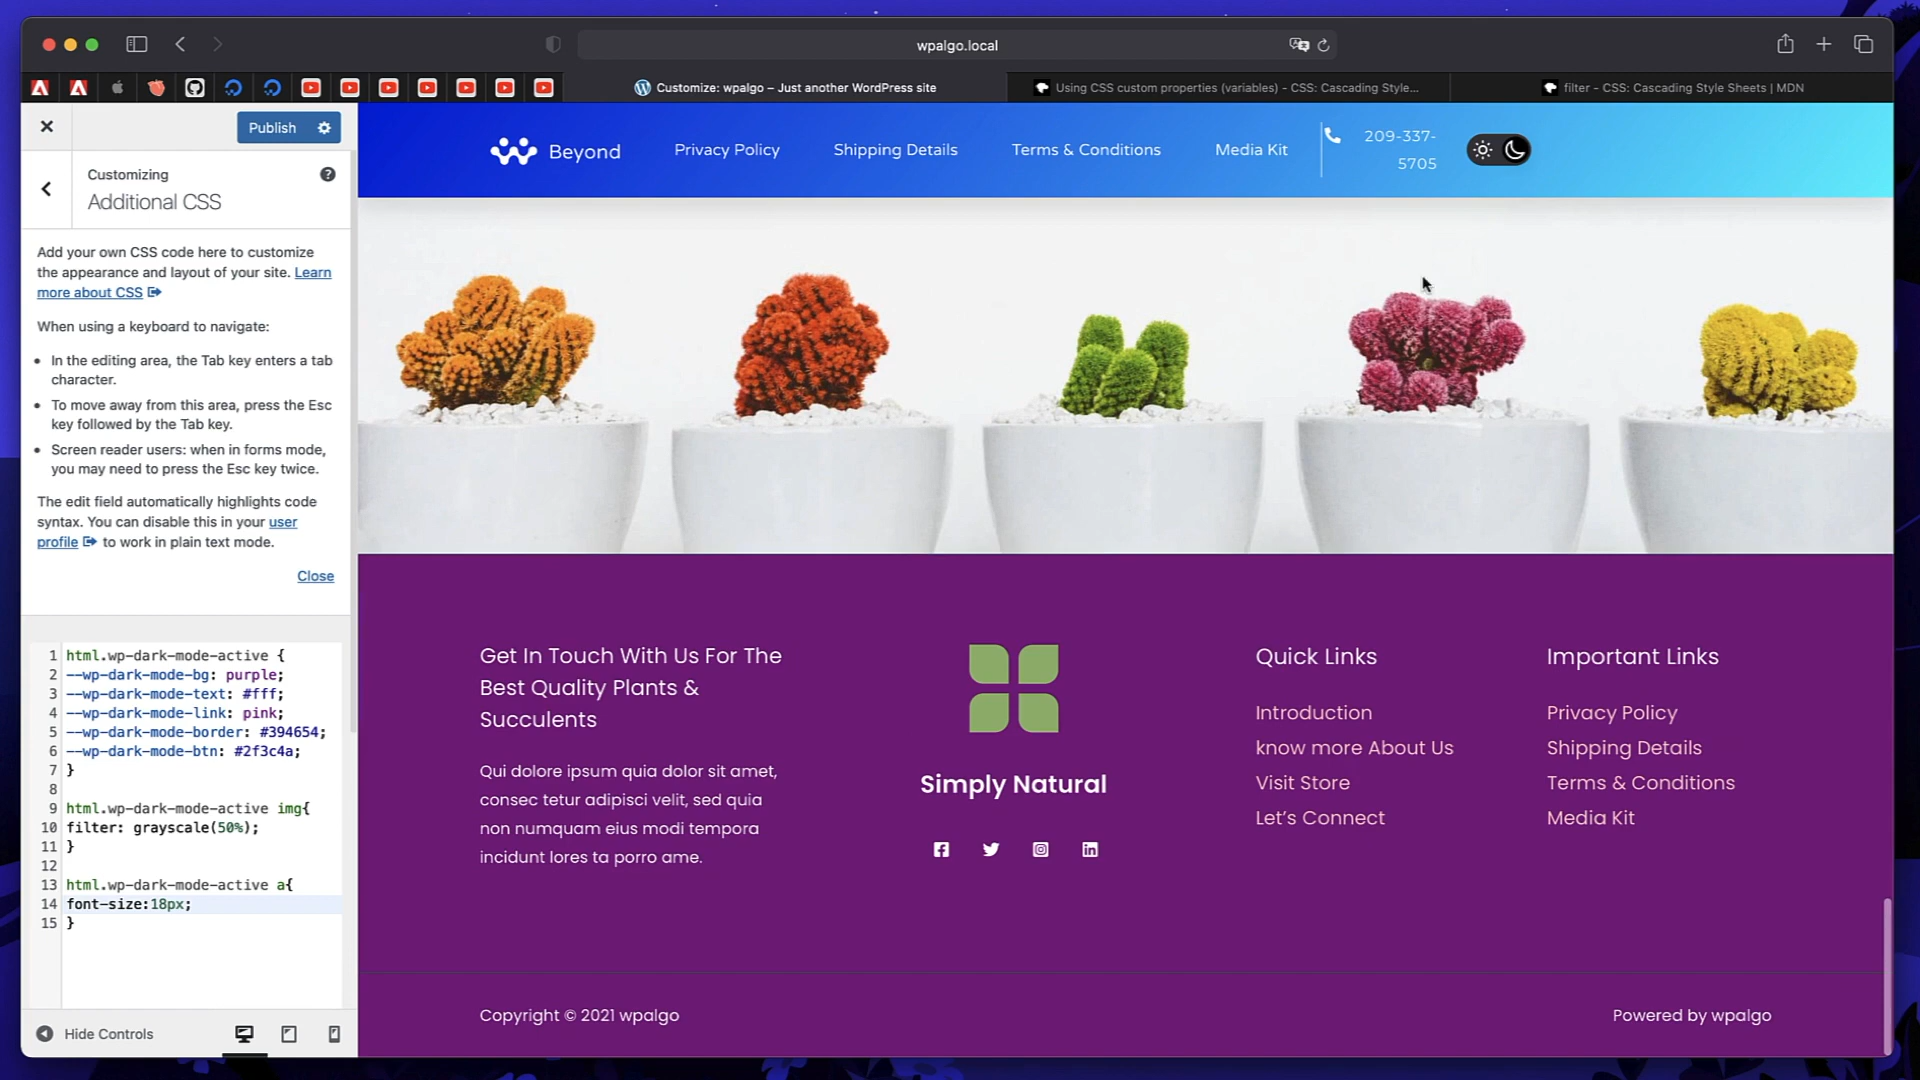 wpalgo.local
Customize: wpalgo – Just another WordPress site
Using CSS custom properties (variables) - CSS: Cascading Style...
filter - CSS: Cascading Style Sheets | MDN
Publish
Customizing
Additional CSS
Add your own CSS code here to customize
the appearance and layout of your site. Learn
more about CSS
When using a keyboard to navigate:
In the editing area, the Tab key enters a tab
character.
To move away from this area, press the Esc
key followed by the Tab key.
Screen reader users: when in forms mode,
you may need to press the Esc key twice.
The edit field automatically highlights code
syntax. You can disable this in your user
profile to work in plain text mode.
Close
1 html.wp-dark-mode-active {
2 --wp-dark-mode-bg: purple;
3 --wp-dark-mode-text: #fff;
4 --wp-dark-mode-link: pink;
5 --wp-dark-mode-border: #394654;
6 --wp-dark-mode-btn: #2f3c4a;
7 }
8
9 html.wp-dark-mode-active img{
10 filter: grayscale(50%);
11 }
12
13 html.wp-dark-mode-active a{
14 font-size:18px;
15 }
Hide Controls
Beyond
Privacy Policy
Shipping Details
Terms & Conditions
Media Kit
209-337-
5705
Get In Touch With Us For The
Best Quality Plants &
Succulents
Qui dolore ipsum quia dolor sit amet,
consec tetur adipisci velit, sed quia
non numquam eius modi tempora
incidunt lores ta porro ame.
Simply Natural
Quick Links
Introduction
know more About Us
Visit Store
Let's Connect
Important Links
Privacy Policy
Shipping Details
Terms & Conditions
Media Kit
Copyright © 2021 wpalgo
Powered by wpalgo